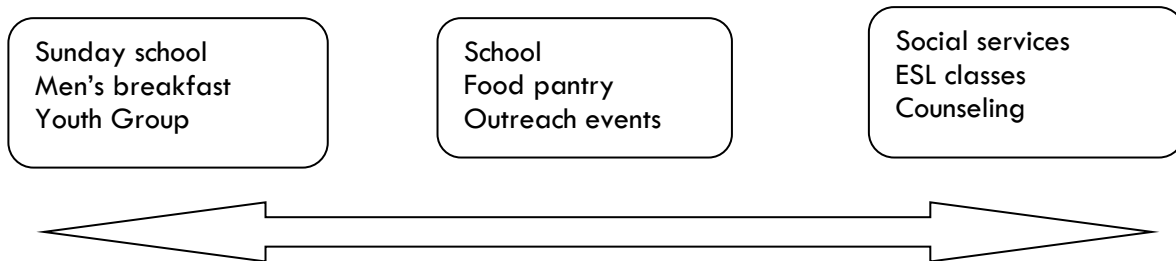 Sunday school
Men’s breakfast
Youth Group
School
Food pantry
Outreach events
Social services
ESL classes
Counseling